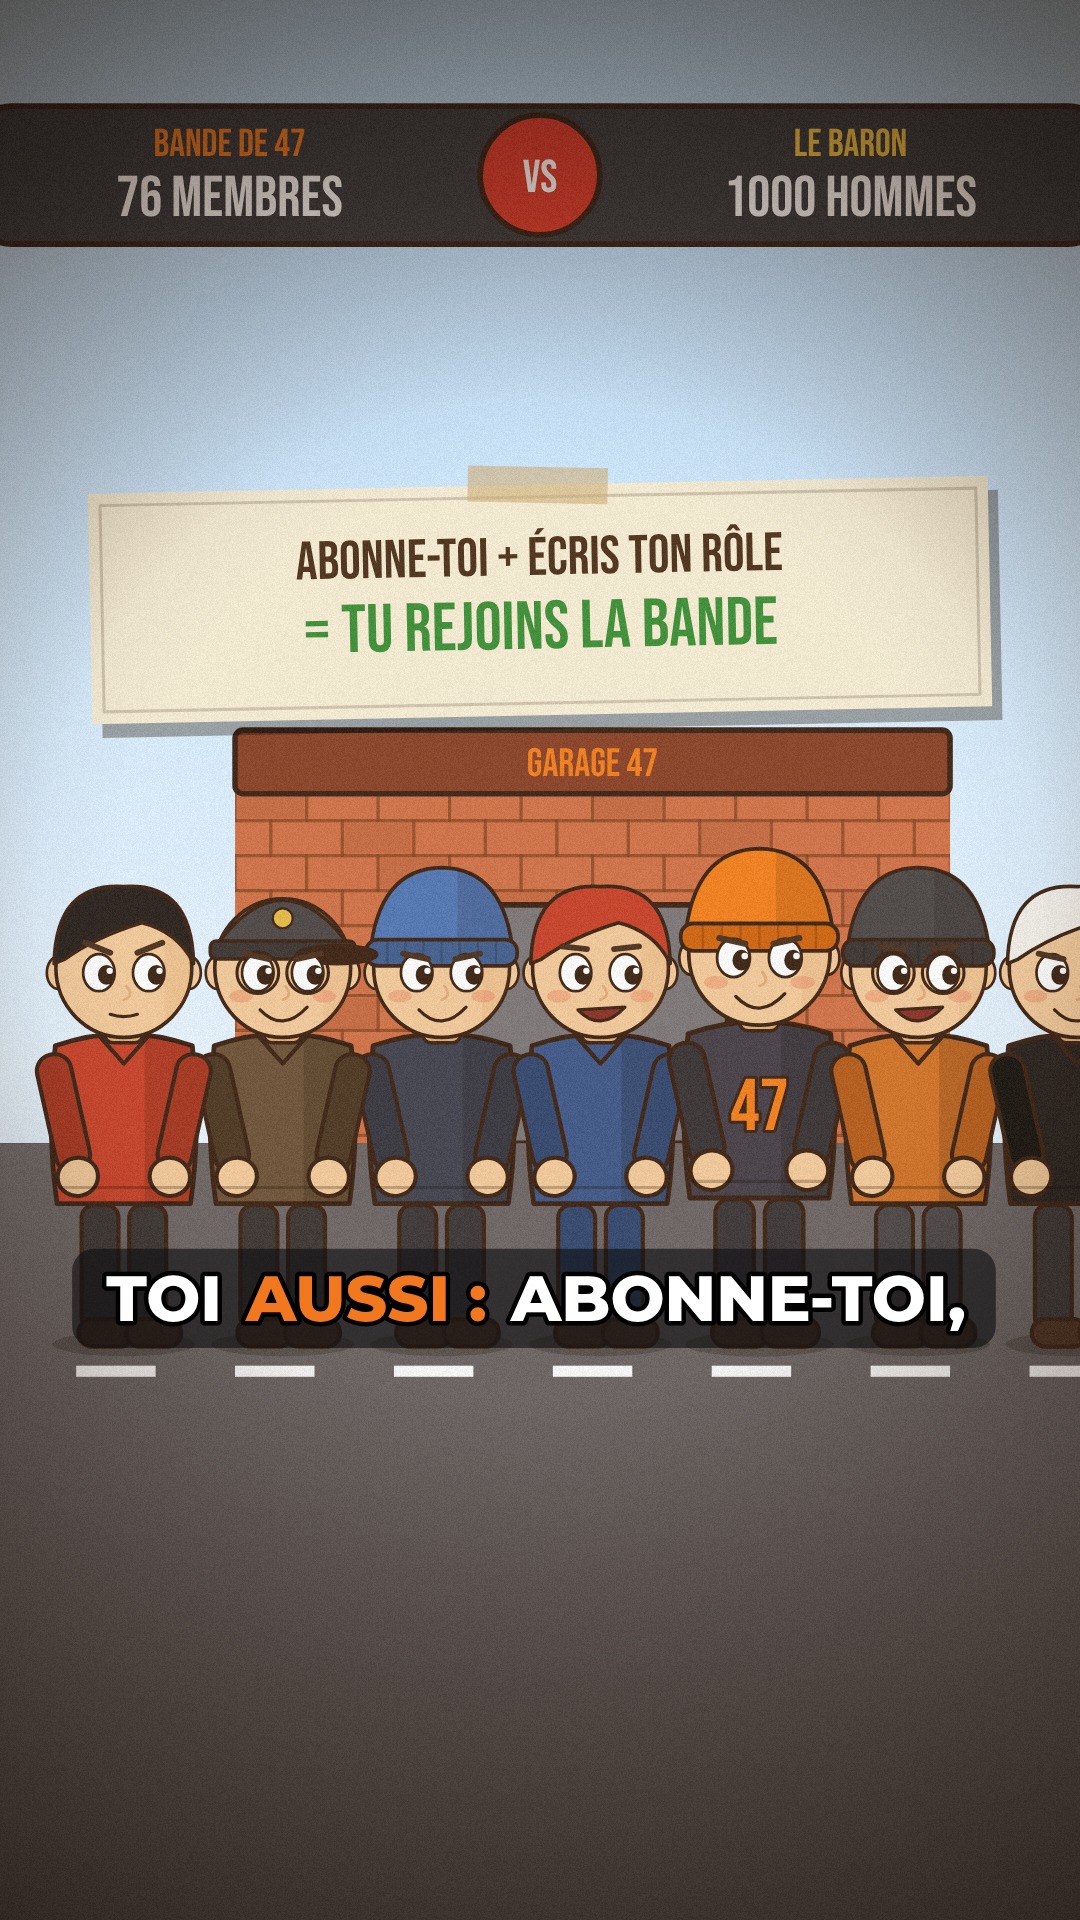 BANDE DE 47
76 MEMBRES
VS
LE BARON
1000 HOMMES
ABONNE-TOI + ÉCRIS TON RÔLE
= TU REJOINS LA BANDE
GARAGE 47
47
TOI AUSSI : ABONNE-TOI,